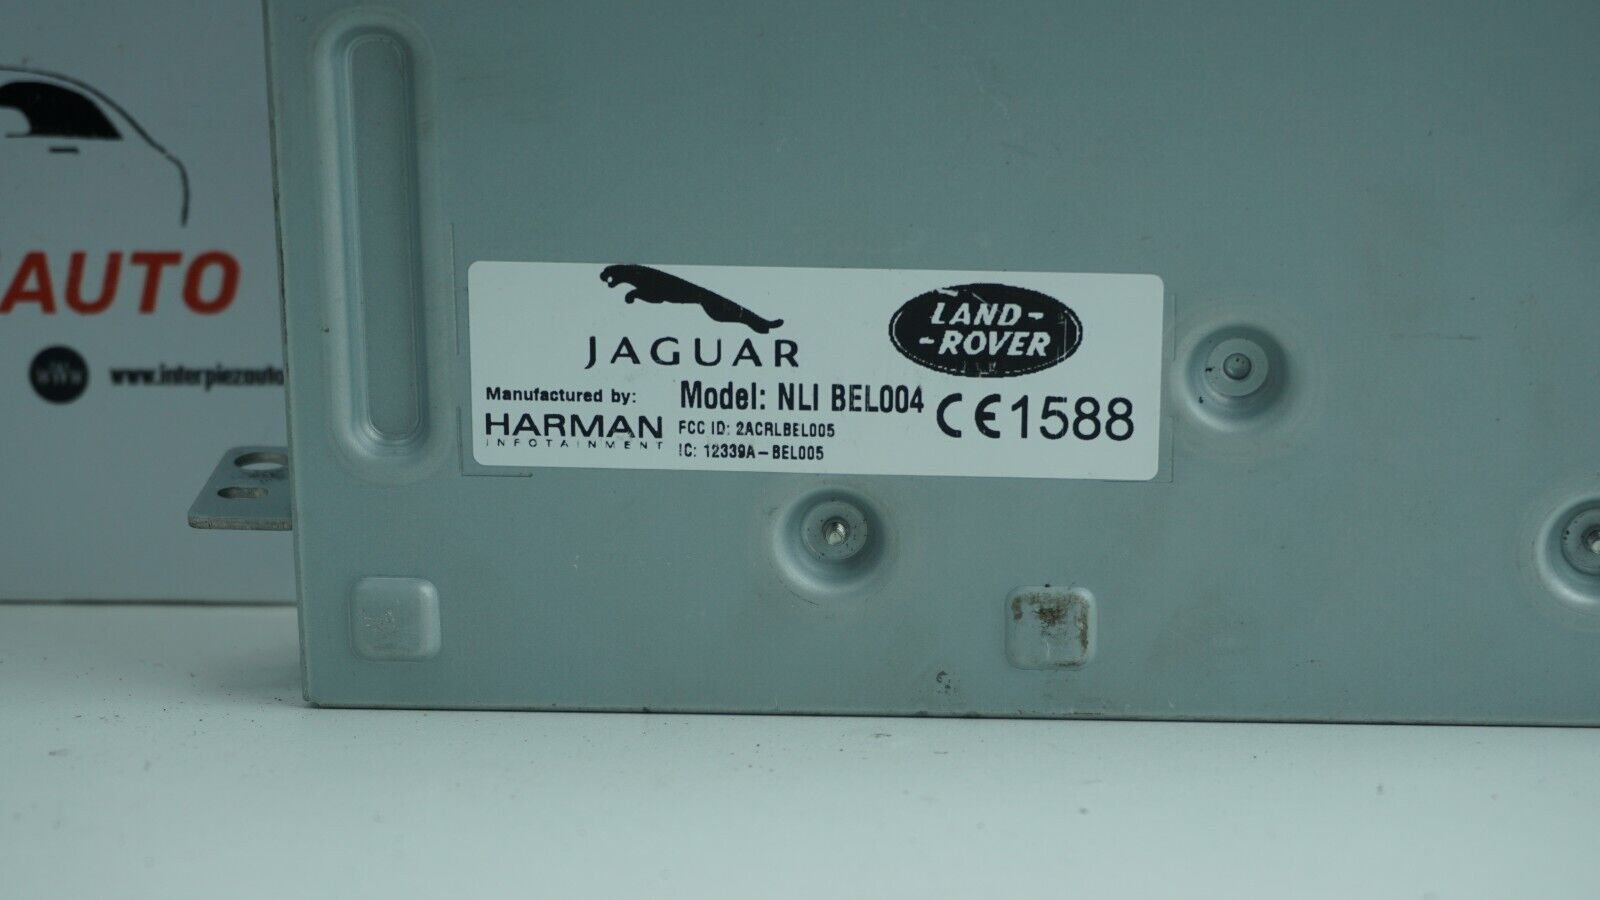 AUTO
www
www.interpiezauto
JAGUAR
LAND-
-ROVER
Manufactured by:
HARMAN
INFOTAINMENT
Model: NLI BEL004
FCC ID: 2ACRLBEL005
IC: 12339A-BEL005
CE1588